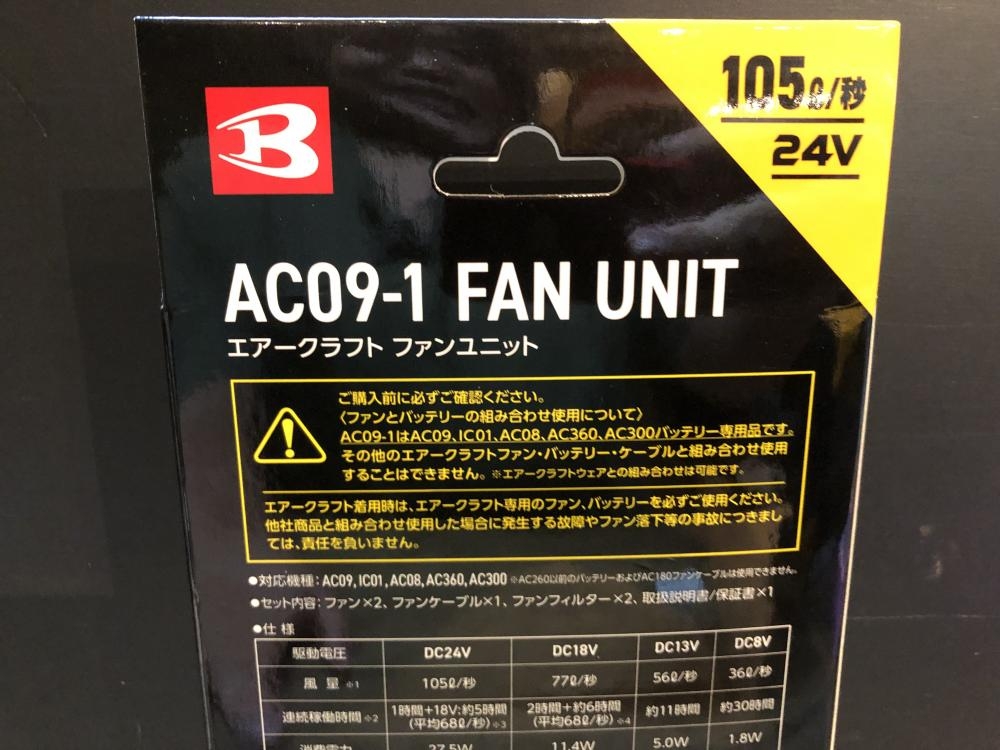 105ℓ/秒
24V
B
AC09-1 FAN UNIT
エアークラフト ファンユニット
ご購入前に必ずご確認ください。
〈ファンとバッテリーの組み合わせ使用について〉
AC09-1はAC09、IC01、AC08、AC360、AC300バッテリー専用品です。
その他のエアークラフトファン・バッテリー・ケーブルと組み合わせ使用
することはできません。※エアークラフトウェアとの組み合わせは可能です。
エアークラフト着用時は、エアークラフト専用のファン、バッテリーを必ずご使用ください。
他社商品と組み合わせ使用した場合に発生する故障やファン落下等の事故につきまし
ては、責任を負いません。
●対応機種：AC09, IC01, AC08, AC360, AC300 ※AC260以前のバッテリーおよびAC180ファンケーブルは使用できません。
●セット内容：ファン×2、ファンケーブル×1、ファンフィルター×2、取扱説明書/保証書×1
●仕様
駆動電圧 DC24V DC18V DC13V DC8V
風量 ※1 105ℓ/秒 77ℓ/秒 56ℓ/秒 36ℓ/秒
連続稼働時間 ※2 1時間+18V:約5時間 2時間+約6時間 約11時間 約30時間
(平均68ℓ/秒) ※3 (平均68ℓ/秒) ※4
消費電力 27.5W 11.4W 5.0W 1.8W